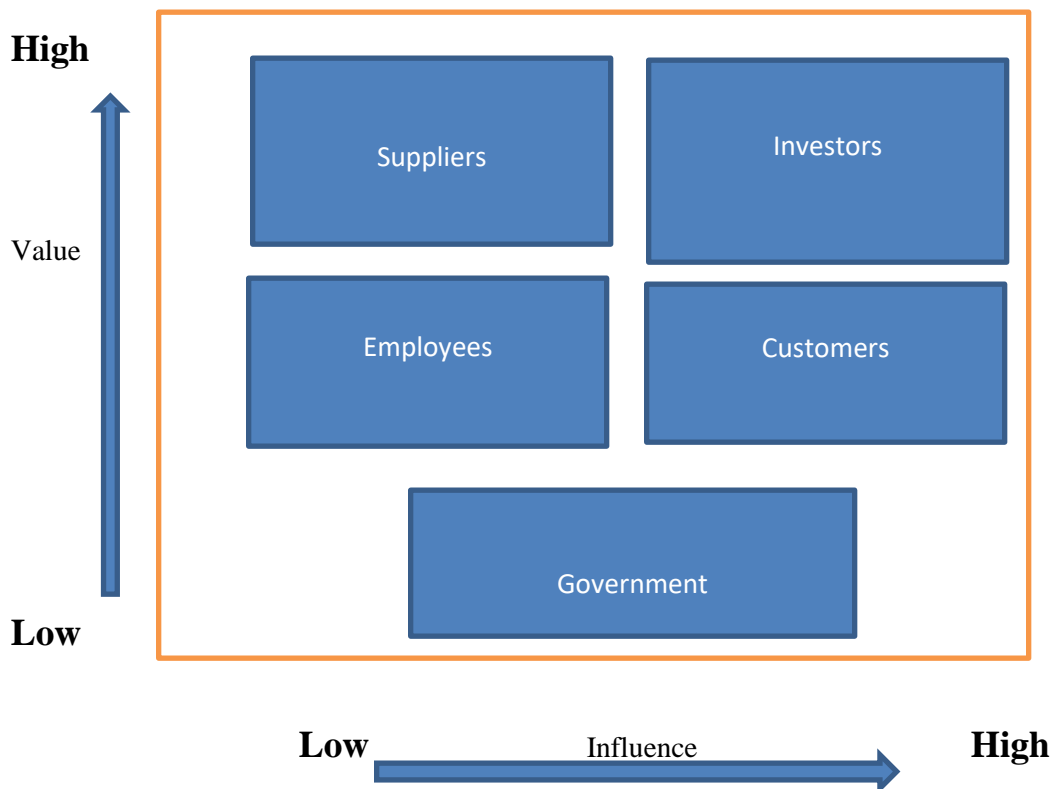 High
Suppliers
Investors
Value
Employees
Customers
Government
Low
Low
Influence
High